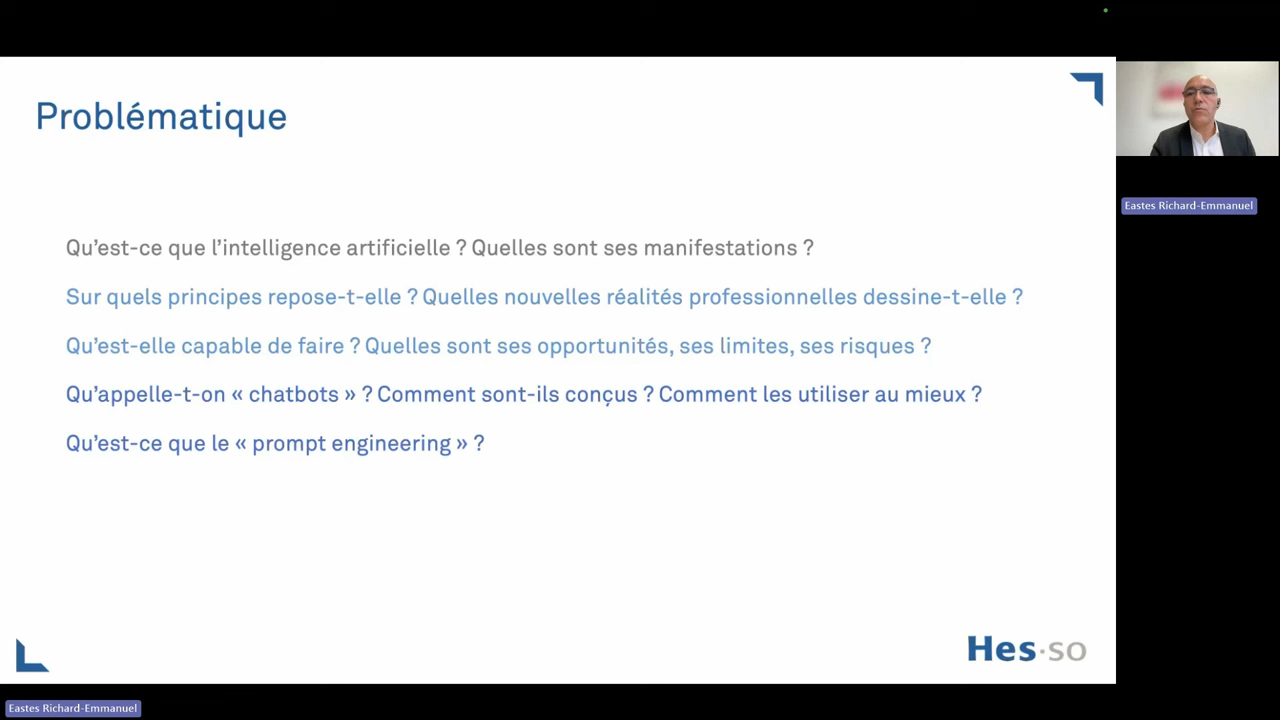 Problématique
Eastes Richard-Emmanuel
Qu'est-ce que l'intelligence artificielle ? Quelles sont ses manifestations ?
Sur quels principes repose-t-elle ? Quelles nouvelles réalités professionnelles dessine-t-elle ?
Qu'est-elle capable de faire ? Quelles sont ses opportunités, ses limites, ses risques ?
Qu'appelle-t-on « chatbots » ? Comment sont-ils conçus ? Comment les utiliser au mieux ?
Qu'est-ce que le « prompt engineering » ?
Hes·so
Eastes Richard-Emmanuel